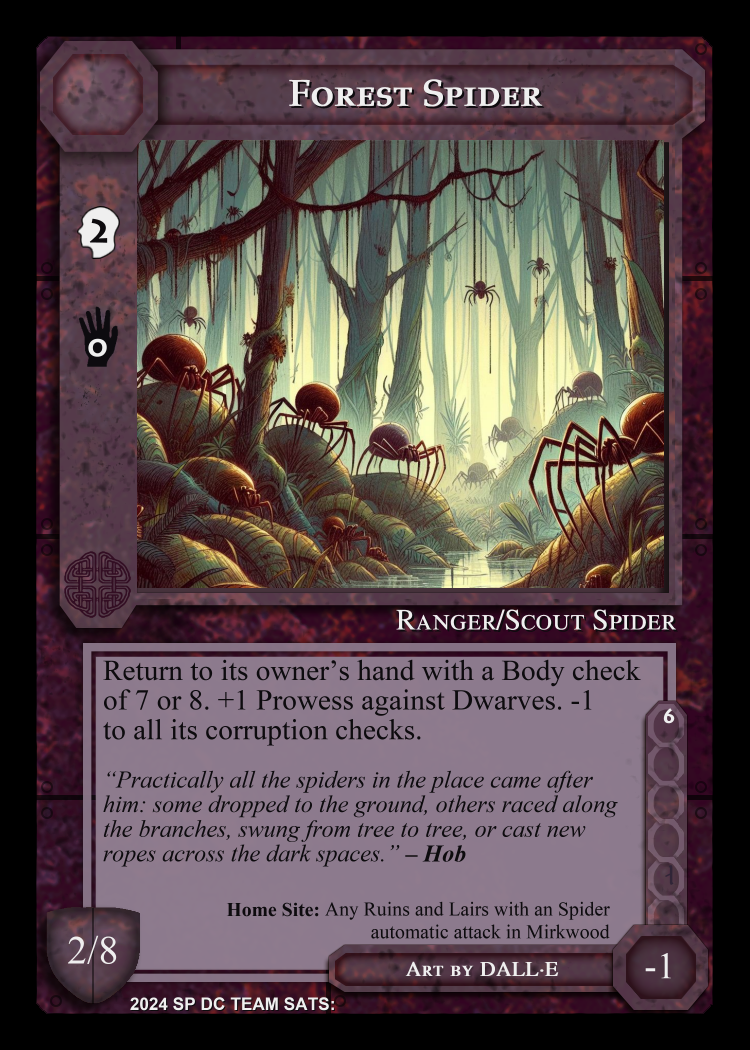 Forest Spider
2
0
Ranger/Scout Spider
Return to its owner's hand with a Body check
of 7 or 8. +1 Prowess against Dwarves. -1
to all its corruption checks.
6
“Practically all the spiders in the place came after
him: some dropped to the ground, others raced along
the branches, swung from tree to tree, or cast new
ropes across the dark spaces.” – Hob
Home Site: Any Ruins and Lairs with an Spider
automatic attack in Mirkwood
2/8
Art by DALL·E
-1
2024 SP DC TEAM SATS: